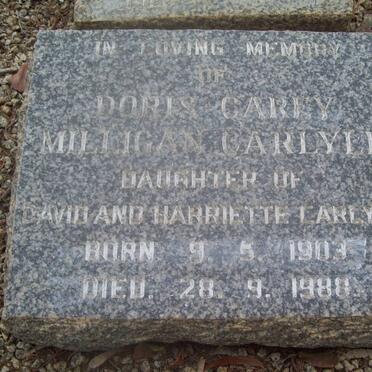 IN LOVING MEMORY
OF
DORIS CAREY
MILLIGAN CARLYLE
DAUGHTER OF
DAVID AND HARRIETTE CARLY
BORN 9. 5. 1903
DIED. 28. 9. 1988.